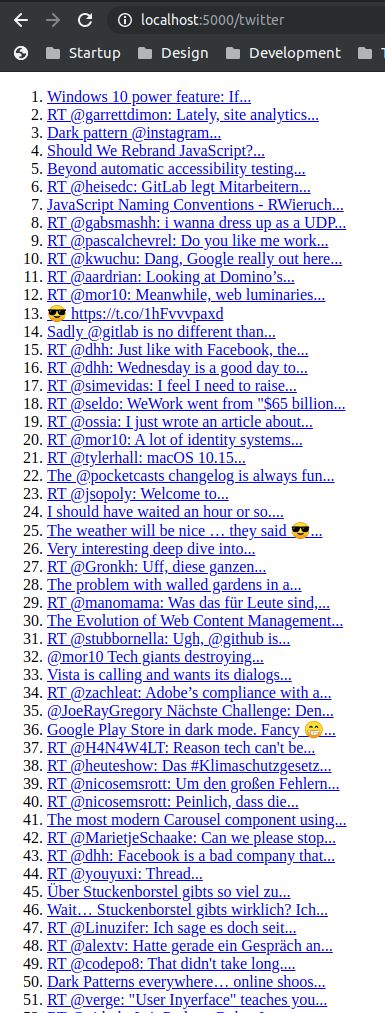 localhost:5000/twitter
Startup Design Development
1. Windows 10 power feature: If...
2. RT @garrettdimon: Lately, site analytics...
3. Dark pattern @instagram...
4. Should We Rebrand JavaScript?...
5. Beyond automatic accessibility testing...
6. RT @heisedc: GitLab legt Mitarbeitern...
7. JavaScript Naming Conventions - RWieruch...
8. RT @gabsmashh: i wanna dress up as a UDP...
9. RT @pascalchevrel: Do you like me work...
10. RT @kwuchu: Dang, Google really out here...
11. RT @aardrian: Looking at Domino’s...
12. RT @mor10: Meanwhile, web luminaries...
13. 😎 https://t.co/1hFvvvpaxd
14. Sadly @gitlab is no different than...
15. RT @dhh: Just like with Facebook, the...
16. RT @dhh: Wednesday is a good day to...
17. RT @simevidas: I feel I need to raise...
18. RT @seldo: WeWork went from "$65 billion...
19. RT @ossia: I just wrote an article about...
20. RT @mor10: A lot of identity systems...
21. RT @tylerhall: macOS 10.15...
22. The @pocketcasts changelog is always fun...
23. RT @jsopoly: Welcome to...
24. I should have waited an hour or so....
25. The weather will be nice … they said 😎...
26. Very interesting deep dive into...
27. RT @Gronkh: Uff, diese ganzen...
28. The problem with walled gardens in a...
29. RT @manomama: Was das für Leute sind,...
30. The Evolution of Web Content Management...
31. RT @stubbornella: Ugh, @github is...
32. @mor10 Tech giants destroying...
33. Vista is calling and wants its dialogs...
34. RT @zachleat: Adobe’s compliance with a...
35. @JoeRayGregory Nächste Challenge: Den...
36. Google Play Store in dark mode. Fancy 😁...
37. RT @H4N4W4LT: Reason tech can't be...
38. RT @heuteshow: Das #Klimaschutzgesetz...
39. RT @nicosemsrott: Um den großen Fehlern...
40. RT @nicosemsrott: Peinlich, dass die...
41. The most modern Carousel component using...
42. RT @MarietjeSchaake: Can we please stop...
43. RT @dhh: Facebook is a bad company that...
44. RT @youyuxi: Thread...
45. Über Stuckenborstel gibts so viel zu...
46. Wait… Stuckenborstel gibts wirklich? Ich...
47. RT @Linuzifer: Ich sage es doch seit...
48. RT @alextv: Hatte gerade ein Gespräch an...
49. RT @codepo8: That didn't take long....
50. Dark Patterns everywhere… online shoos...
51. RT @verge: "User Inyerface" teaches you...